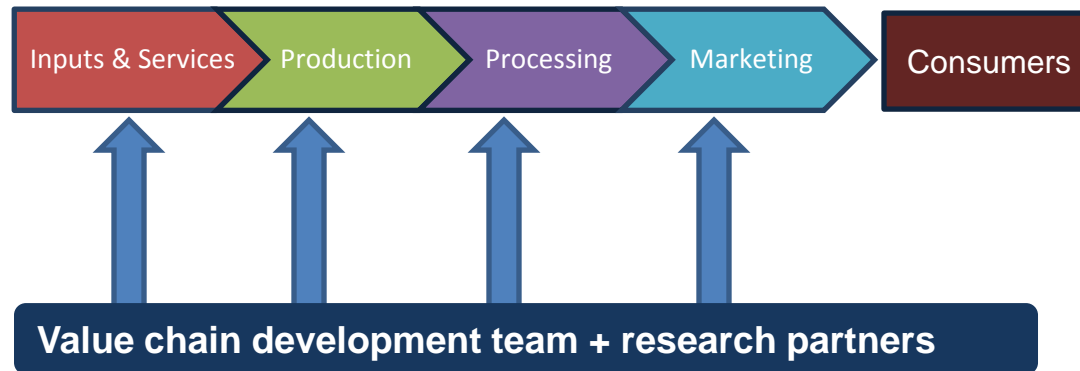 Inputs & Services
Production
Processing
Marketing
Consumers
Value chain development team + research partners